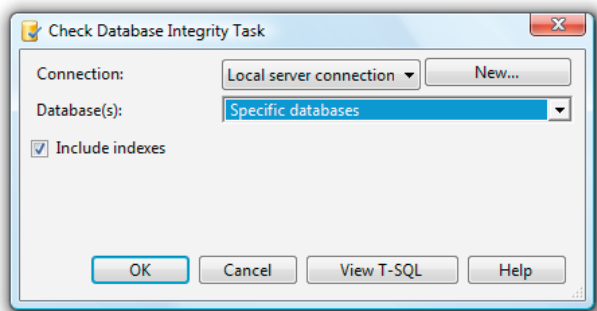 Check Database Integrity Task
Connection: Local server connection New...
Database(s): Specific databases
Include indexes
OK Cancel View T-SQL Help